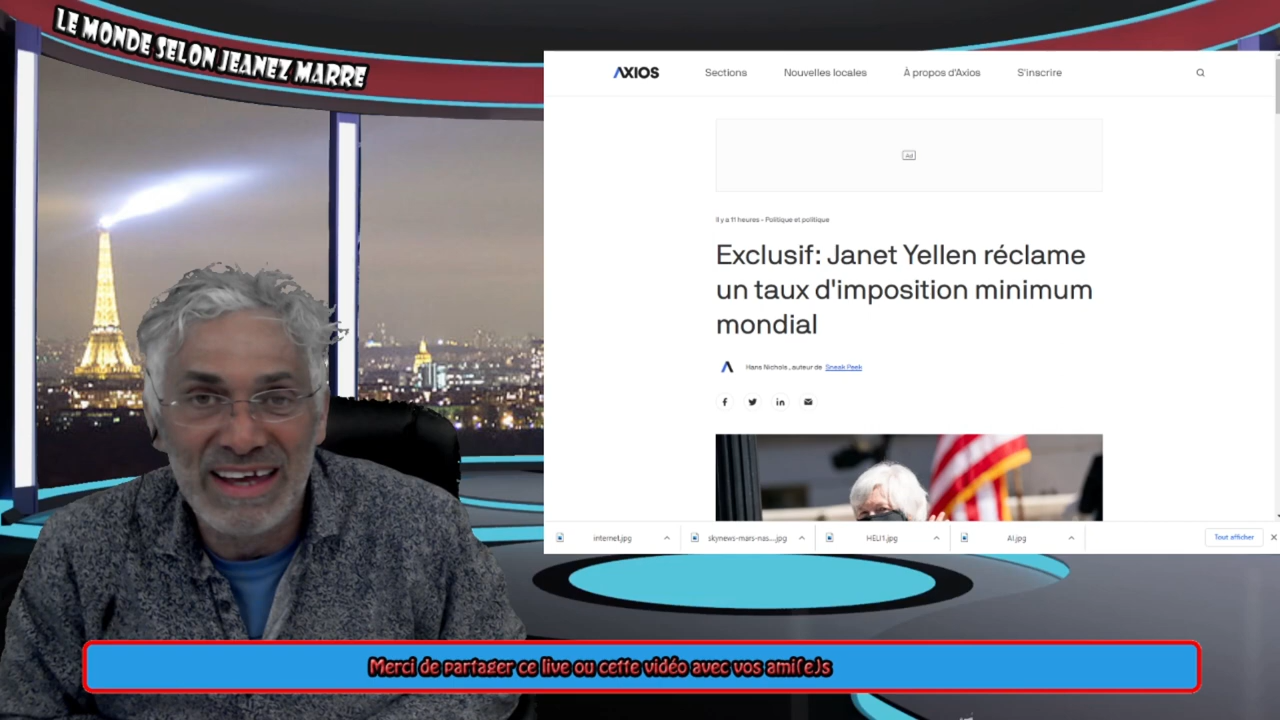 LE MONDE SELON JEANEZ MARRE
AXIOS
Sections
Nouvelles locales
À propos d'Axios
S'inscrire
Ad
Il y a 11 heures - Politique et politique
Exclusif: Janet Yellen réclame
un taux d'imposition minimum
mondial
Hans Nichols, auteur de Sneak Peek
internet.jpg
skynews-mars-nas....jpg
HELI1.jpg
AI.jpg
Tout afficher
Merci de partager ce live ou cette vidéo avec vos ami(e)s